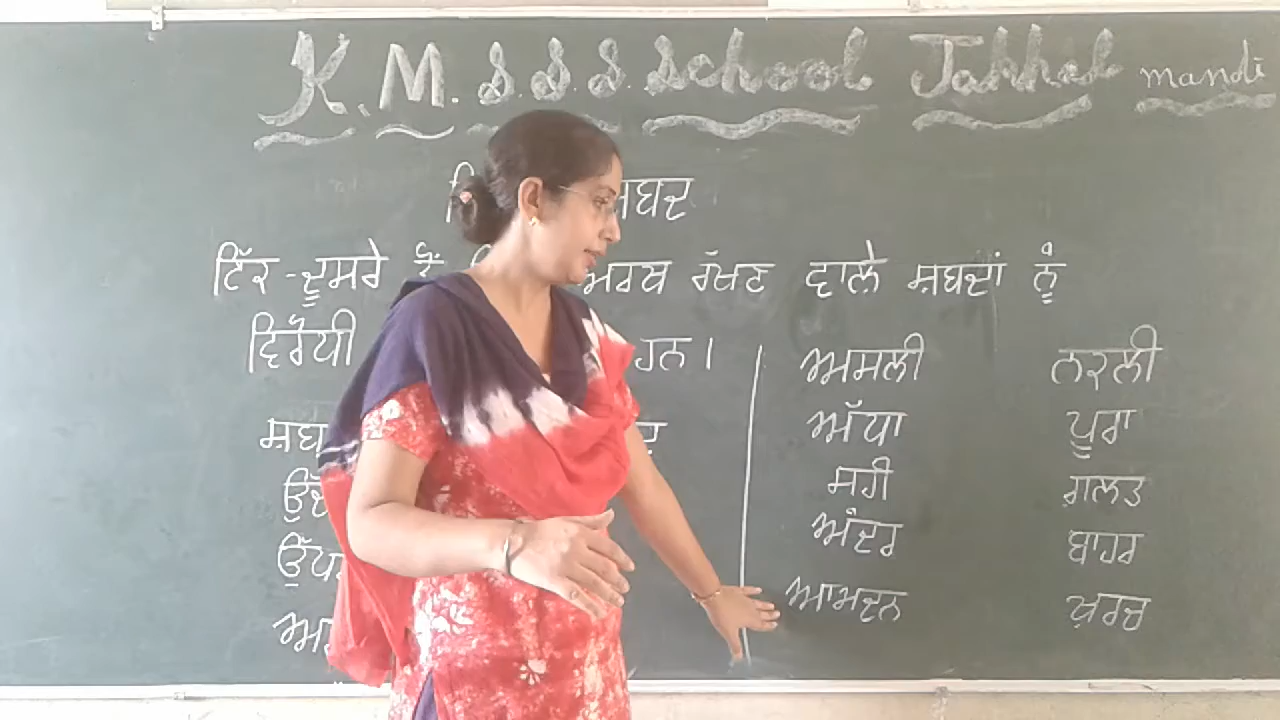 K. M. S. S. S. School Jakhal mandi
ਸ਼ਬਦ
ਇੱਕ-ਦੂਸਰੇ ਤੋਂ ਅਰਥ ਰੱਖਣ ਵਾਲੇ ਸ਼ਬਦਾਂ ਨੂੰ
ਵਿਰੋਧੀ ਹਨ।
ਅਸਲੀ ਨਕਲੀ
ਅੱਧਾ ਪੂਰਾ
ਸਹੀ ਗ਼ਲਤ
ਅੰਦਰ ਬਾਹਰ
ਆਮਦਨ ਖ਼ਰਚ